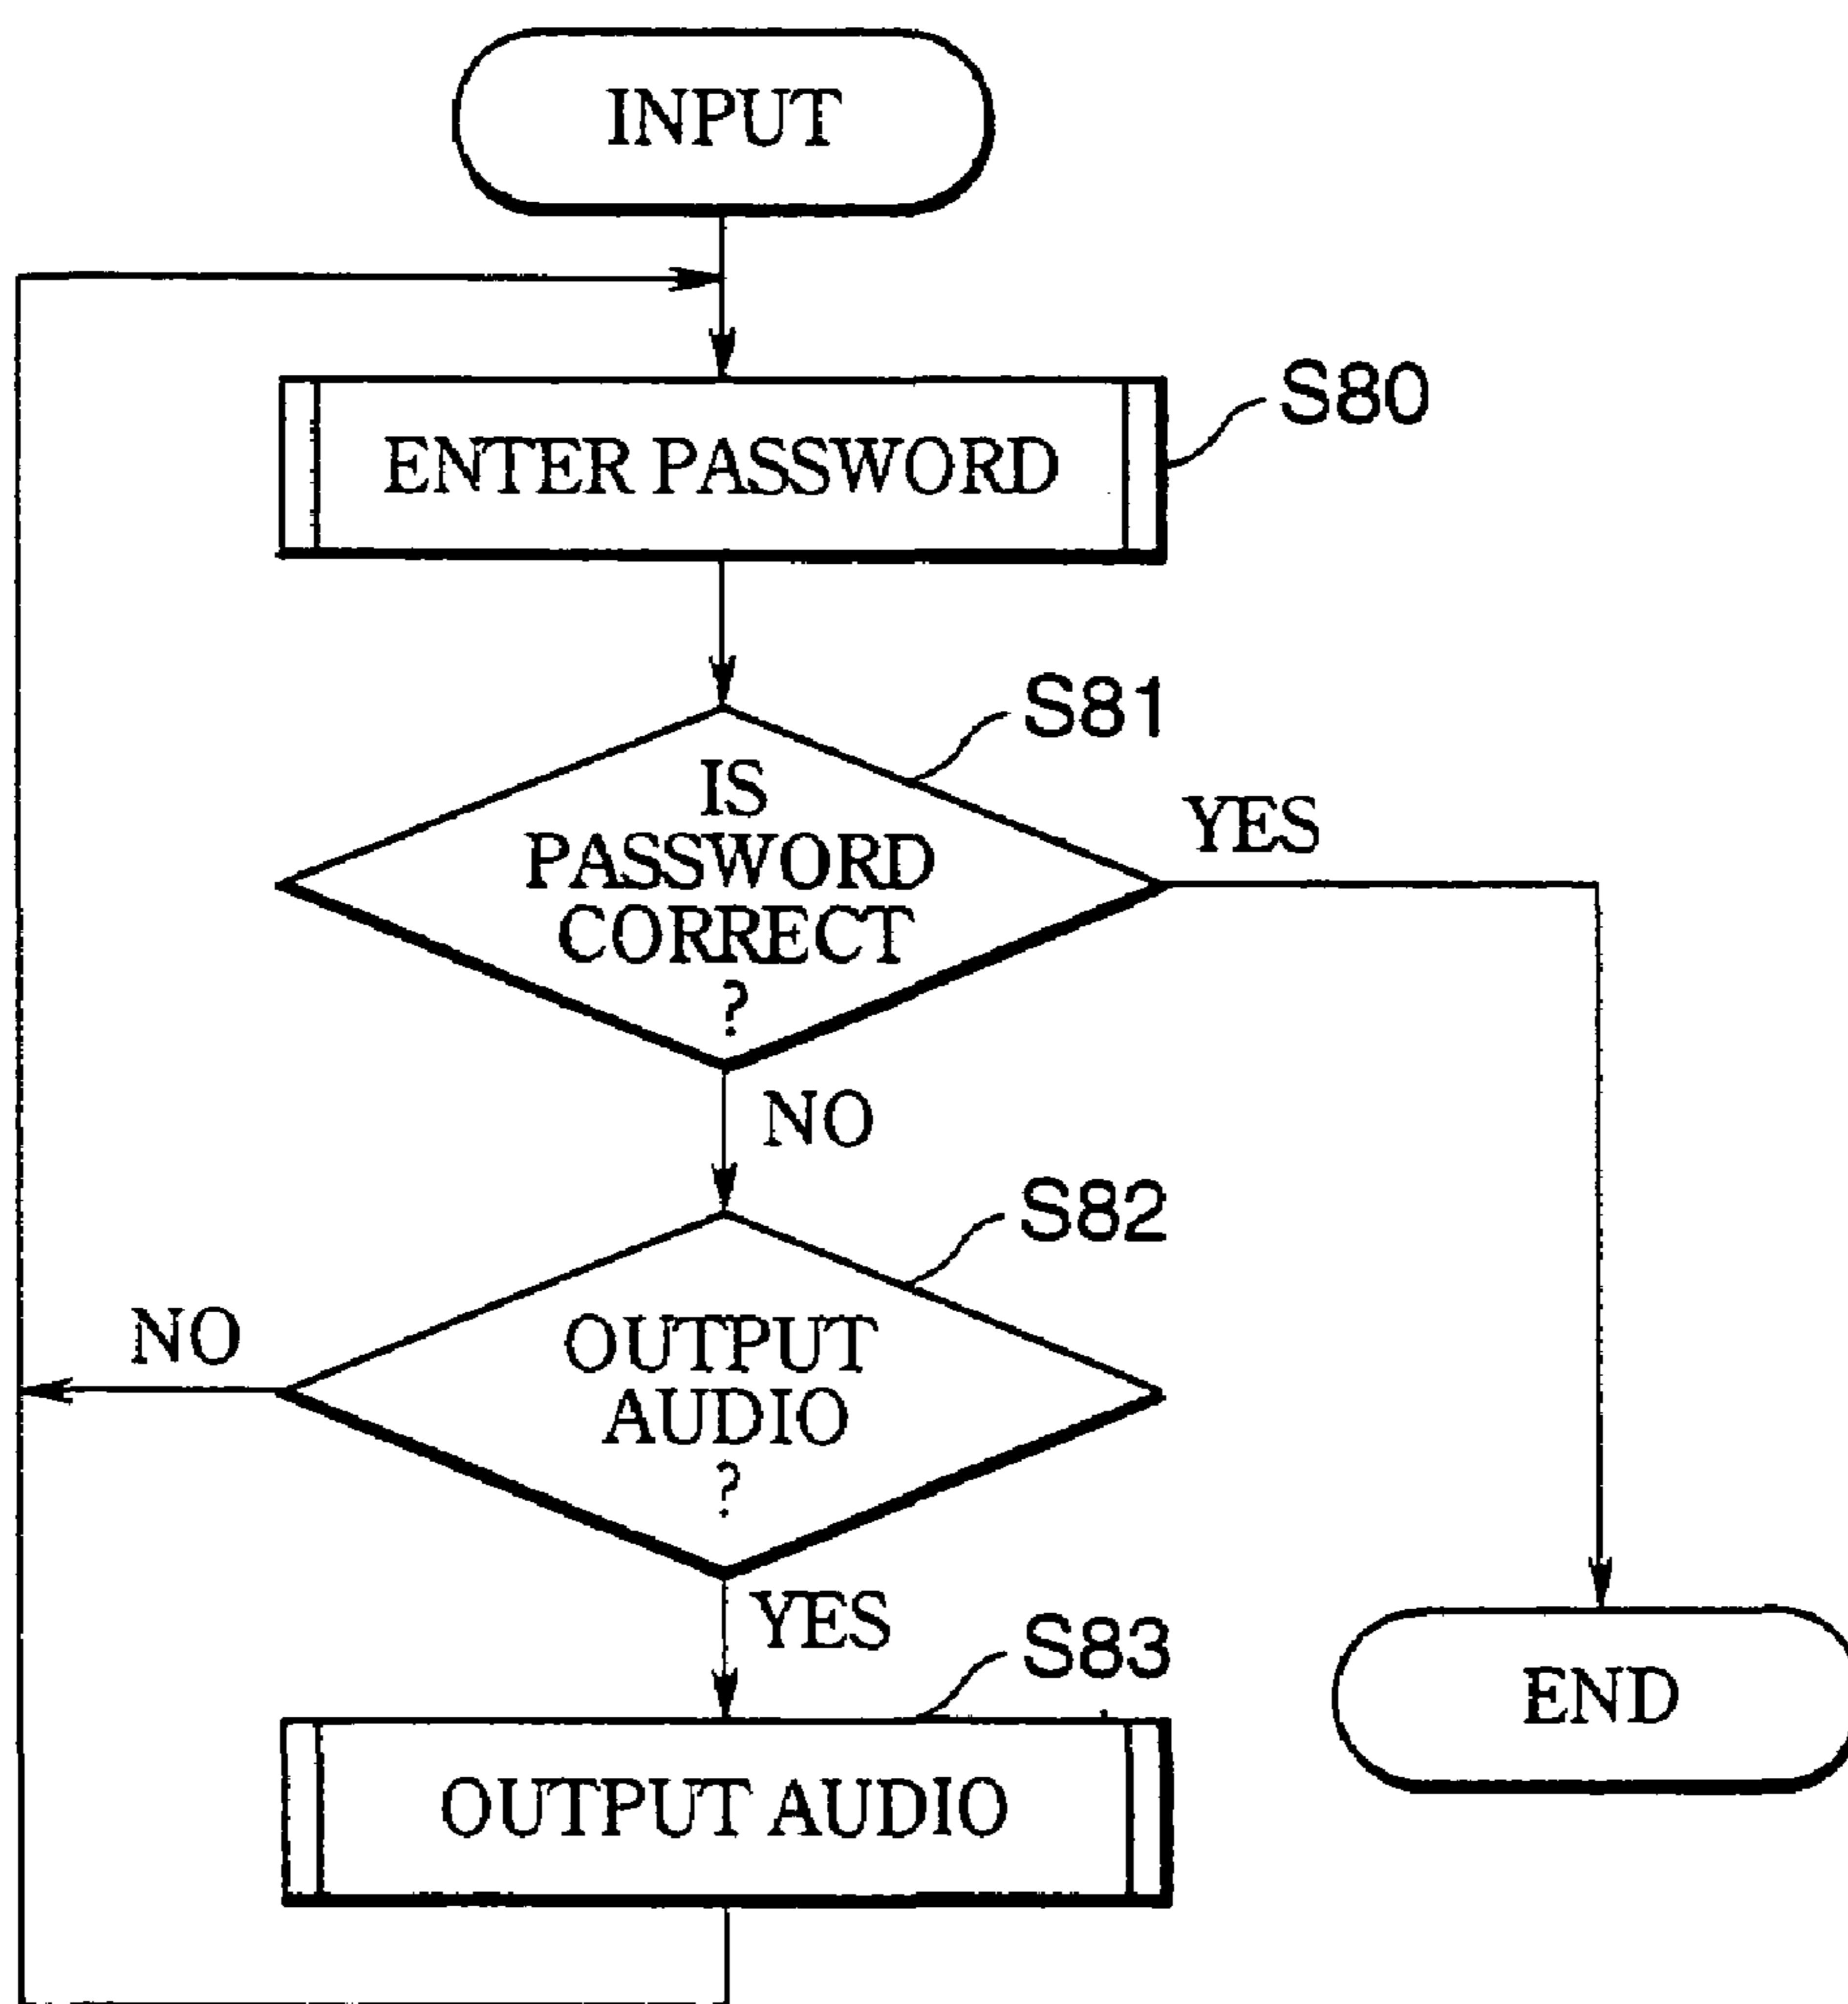 INPUT
ENTER PASSWORD
S80
S81
IS
PASSWORD
CORRECT
?
YES
NO
S82
OUTPUT
AUDIO
?
NO
YES
S83
OUTPUT AUDIO
END